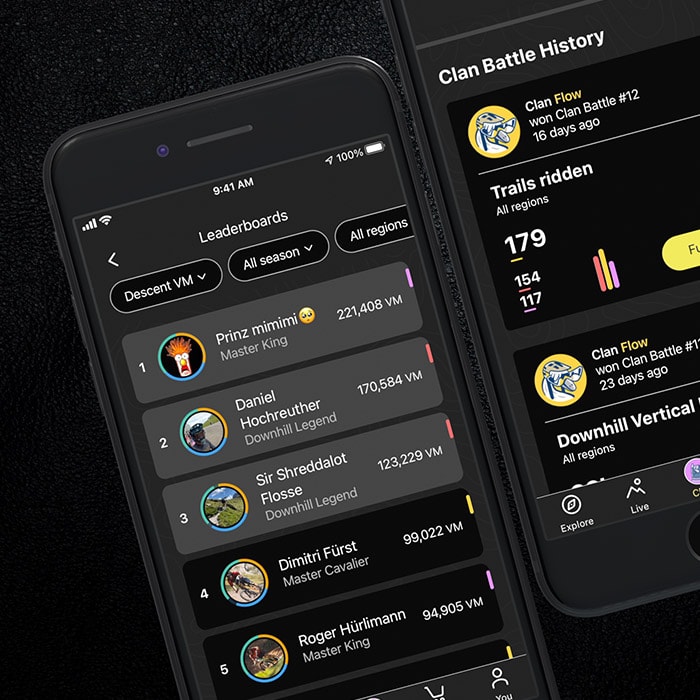 9:41 AM
100%
Leaderboards
Descent VM
All season
All regions
1
Prinz mimimi🥺
Master King
221,408 VM
2
Daniel
Hochreuther
Downhill Legend
170,584 VM
3
Sir Shreddalot
Flosse
Downhill Legend
123,229 VM
4
Dimitri Fürst
Master Cavalier
99,022 VM
5
Roger Hürlimann
Master King
94,905 VM
You
Clan Battle History
Clan Flow
won Clan Battle #12
16 days ago
Trails ridden
All regions
179
154
117
Clan Flow
won Clan Battle #11
23 days ago
Downhill Vertical
All regions
Explore
Live